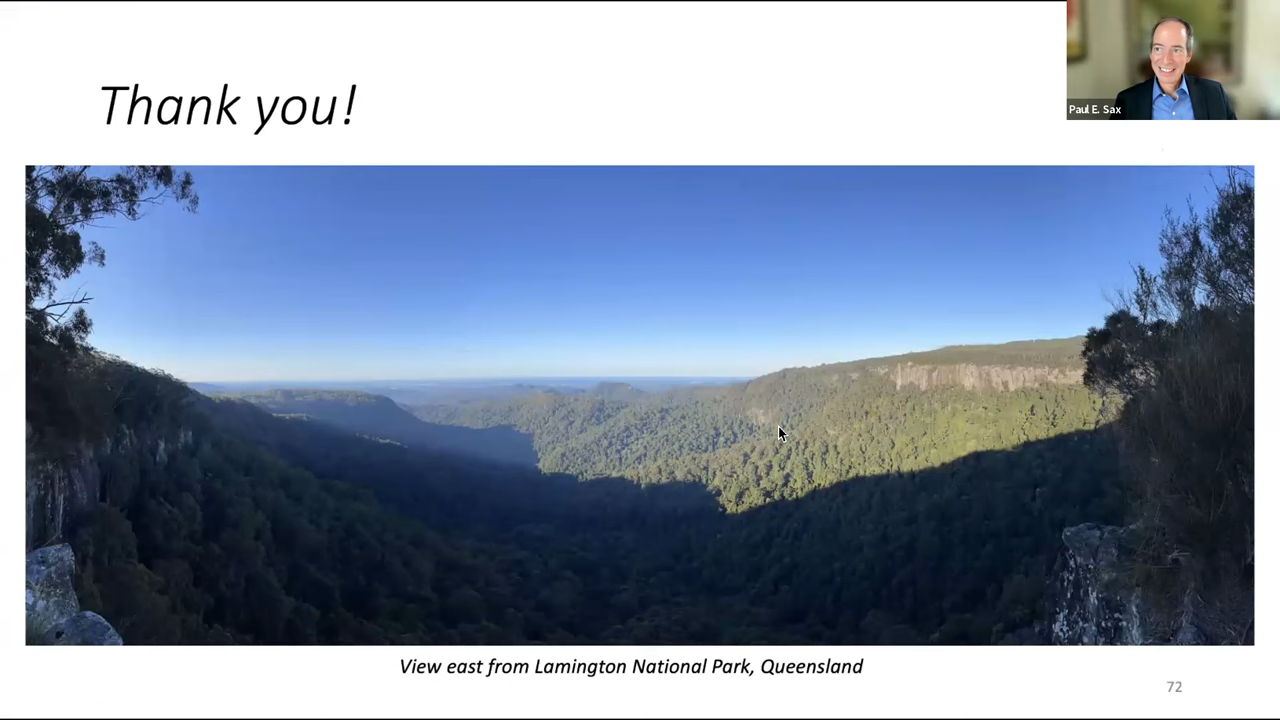 Thank you!
Paul E. Sax
View east from Lamington National Park, Queensland
72